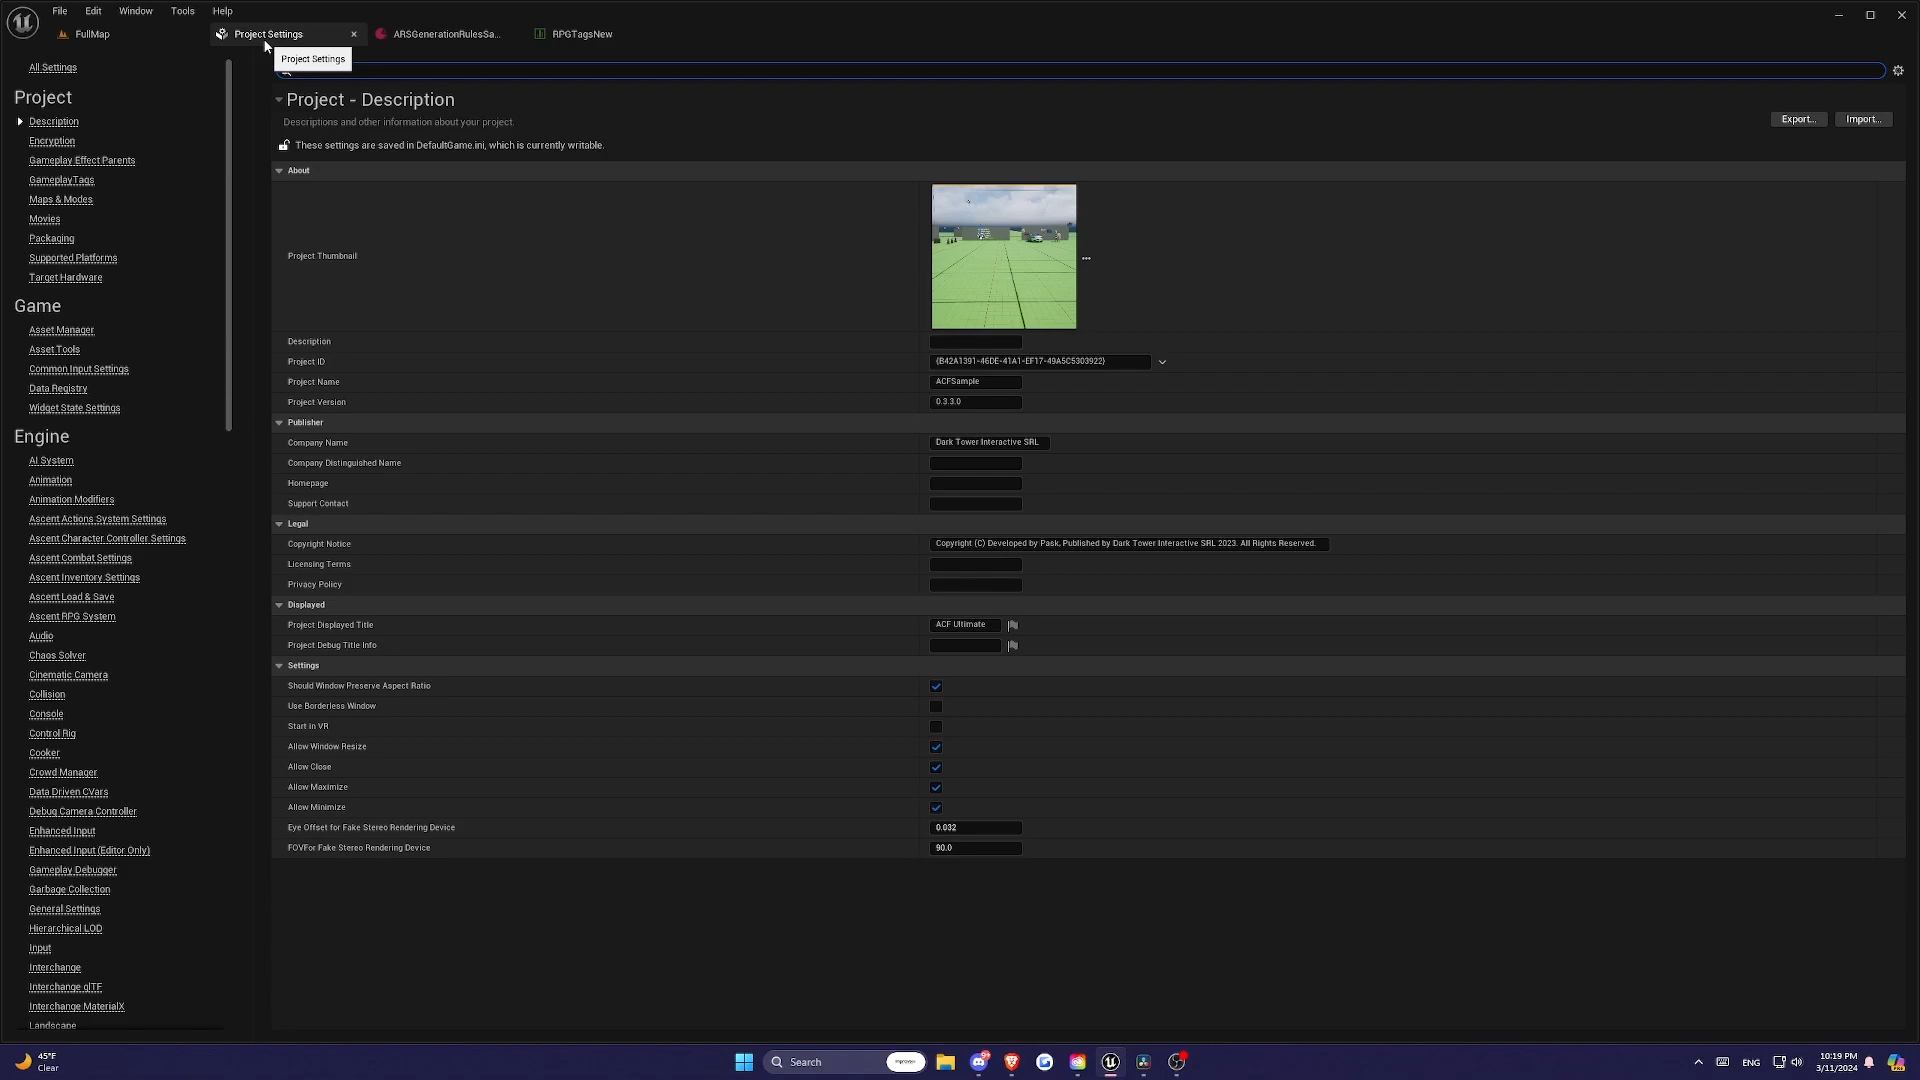 File Edit Window Tools Help
FullMap Project Settings ARSGenerationRulesSa... RPGTagsNew
Project Settings
All Settings
Project
Description
Encryption
Gameplay Effect Parents
GameplayTags
Maps & Modes
Movies
Packaging
Supported Platforms
Target Hardware
Game
Asset Manager
Asset Tools
Common Input Settings
Data Registry
Widget State Settings
Engine
AI System
Animation
Animation Modifiers
Ascent Actions System Settings
Ascent Character Controller Settings
Ascent Combat Settings
Ascent Inventory Settings
Ascent Load & Save
Ascent RPG System
Audio
Chaos Solver
Cinematic Camera
Collision
Console
Control Rig
Cooker
Crowd Manager
Data Driven CVars
Debug Camera Controller
Enhanced Input
Enhanced Input (Editor Only)
Gameplay Debugger
Garbage Collection
General Settings
Hierarchical LOD
Input
Interchange
Interchange glTF
Interchange MaterialX
Landscape
Project - Description
Descriptions and other information about your project.
Export... Import...
These settings are saved in DefaultGame.ini, which is currently writable.
About
Project Thumbnail
Description
Project ID {B42A1391-46DE-41A1-EF17-49A5C5303922}
Project Name ACFSample
Project Version 0.3.3.0
Publisher
Company Name Dark Tower Interactive SRL
Company Distinguished Name
Homepage
Support Contact
Legal
Copyright Notice Copyright (C) Developed by Pask, Published by Dark Tower Interactive SRL 2023. All Rights Reserved.
Licensing Terms
Privacy Policy
Displayed
Project Displayed Title ACF Ultimate
Project Debug Title Info
Settings
Should Window Preserve Aspect Ratio
Use Borderless Window
Start in VR
Allow Window Resize
Allow Close
Allow Maximize
Allow Minimize
Eye Offset for Fake Stereo Rendering Device 0.032
FOVFor Fake Stereo Rendering Device 90.0
45°F
Clear
Search
ENG
10:19 PM
3/11/2024